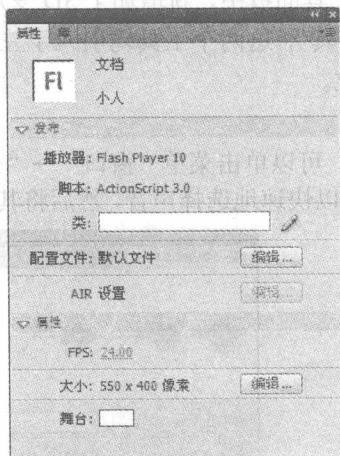 属性 库
Fl
文档
小人
发布
播放器: Flash Player 10
脚本: ActionScript 3.0
类:
配置文件: 默认文件 编辑...
AIR 设置 编辑...
属性
FPS: 24.00
大小: 550 x 400 像素 编辑...
舞台: